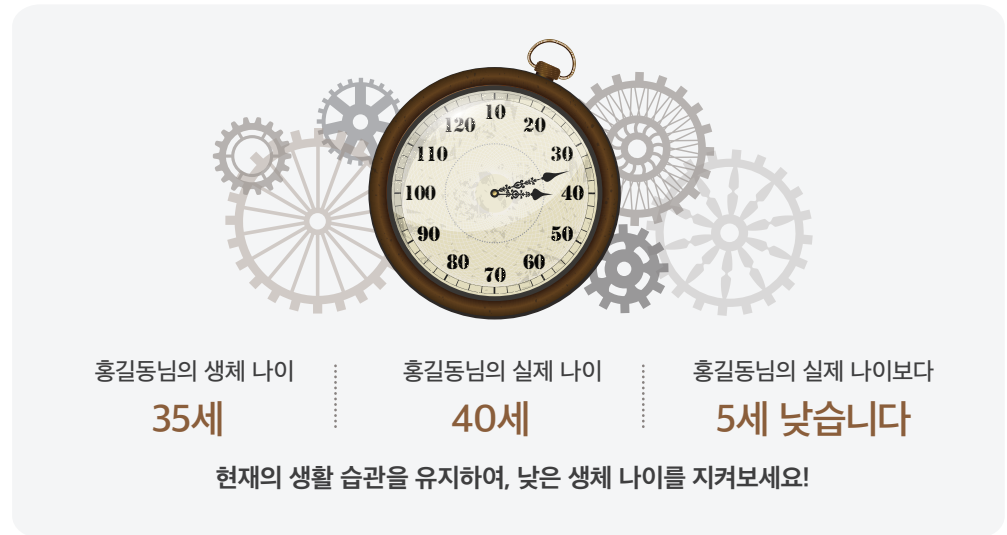 10
120 20
110 30
100 40
90 50
80 60
70
홍길동님의 생체 나이
35세
홍길동님의 실제 나이
40세
홍길동님의 실제 나이보다
5세 낮습니다
현재의 생활 습관을 유지하여, 낮은 생체 나이를 지켜보세요!